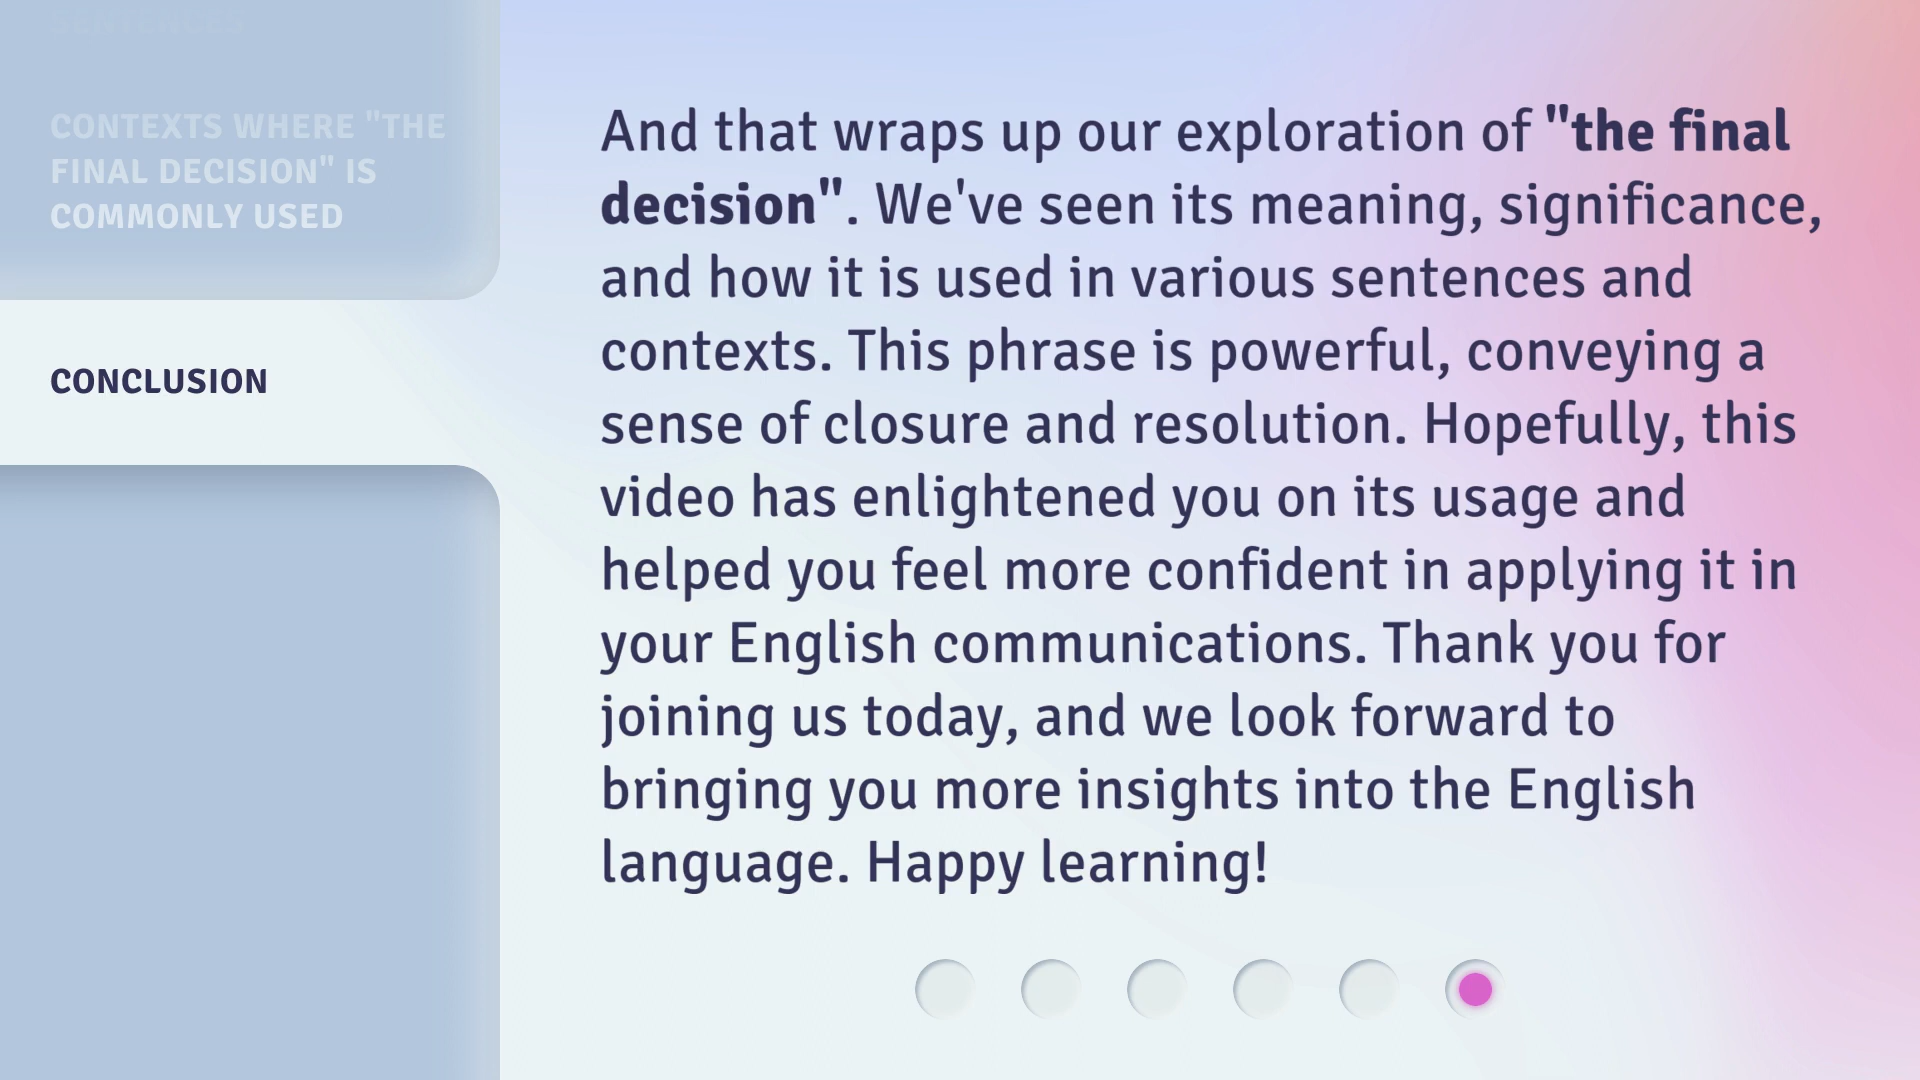 SENTENCES
CONTEXTS WHERE "THE
FINAL DECISION" IS
COMMONLY USED
CONCLUSION
And that wraps up our exploration of "the final
decision". We've seen its meaning, significance,
and how it is used in various sentences and
contexts. This phrase is powerful, conveying a
sense of closure and resolution. Hopefully, this
video has enlightened you on its usage and
helped you feel more confident in applying it in
your English communications. Thank you for
joining us today, and we look forward to
bringing you more insights into the English
language. Happy learning!